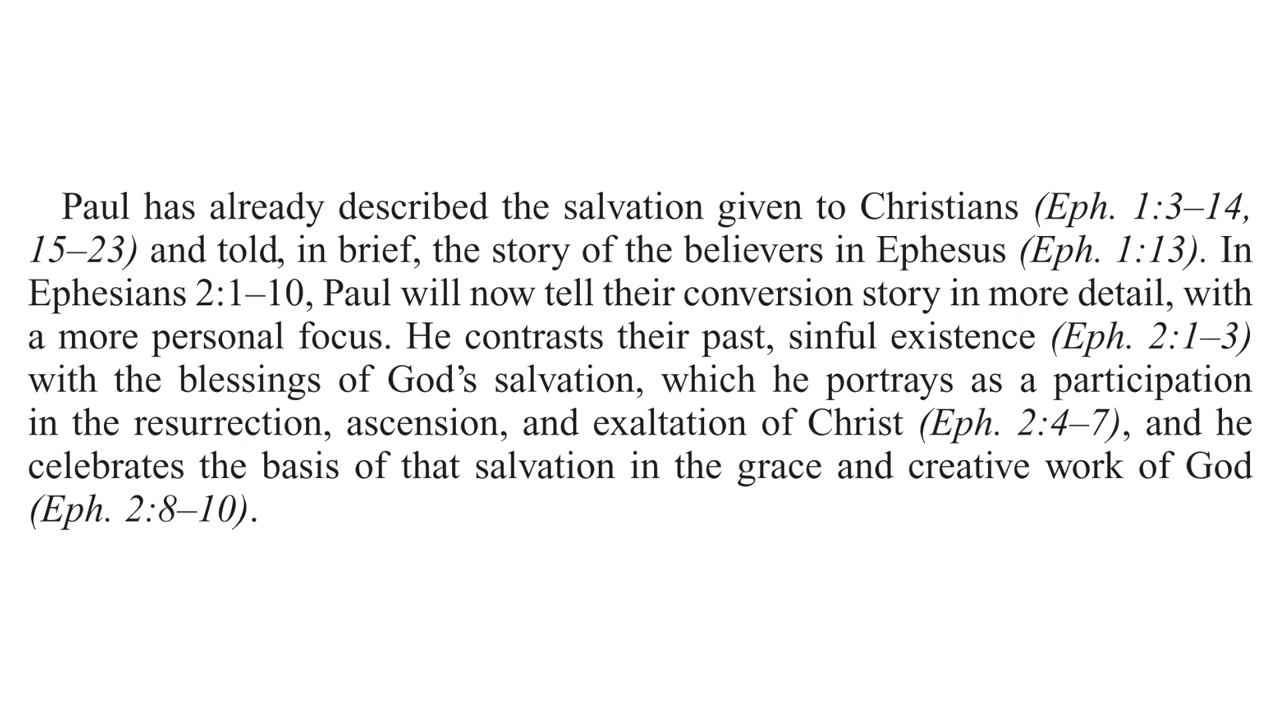 Paul has already described the salvation given to Christians (Eph. 1:3–14,
15–23) and told, in brief, the story of the believers in Ephesus (Eph. 1:13). In
Ephesians 2:1–10, Paul will now tell their conversion story in more detail, with
a more personal focus. He contrasts their past, sinful existence (Eph. 2:1–3)
with the blessings of God’s salvation, which he portrays as a participation
in the resurrection, ascension, and exaltation of Christ (Eph. 2:4–7), and he
celebrates the basis of that salvation in the grace and creative work of God
(Eph. 2:8–10).